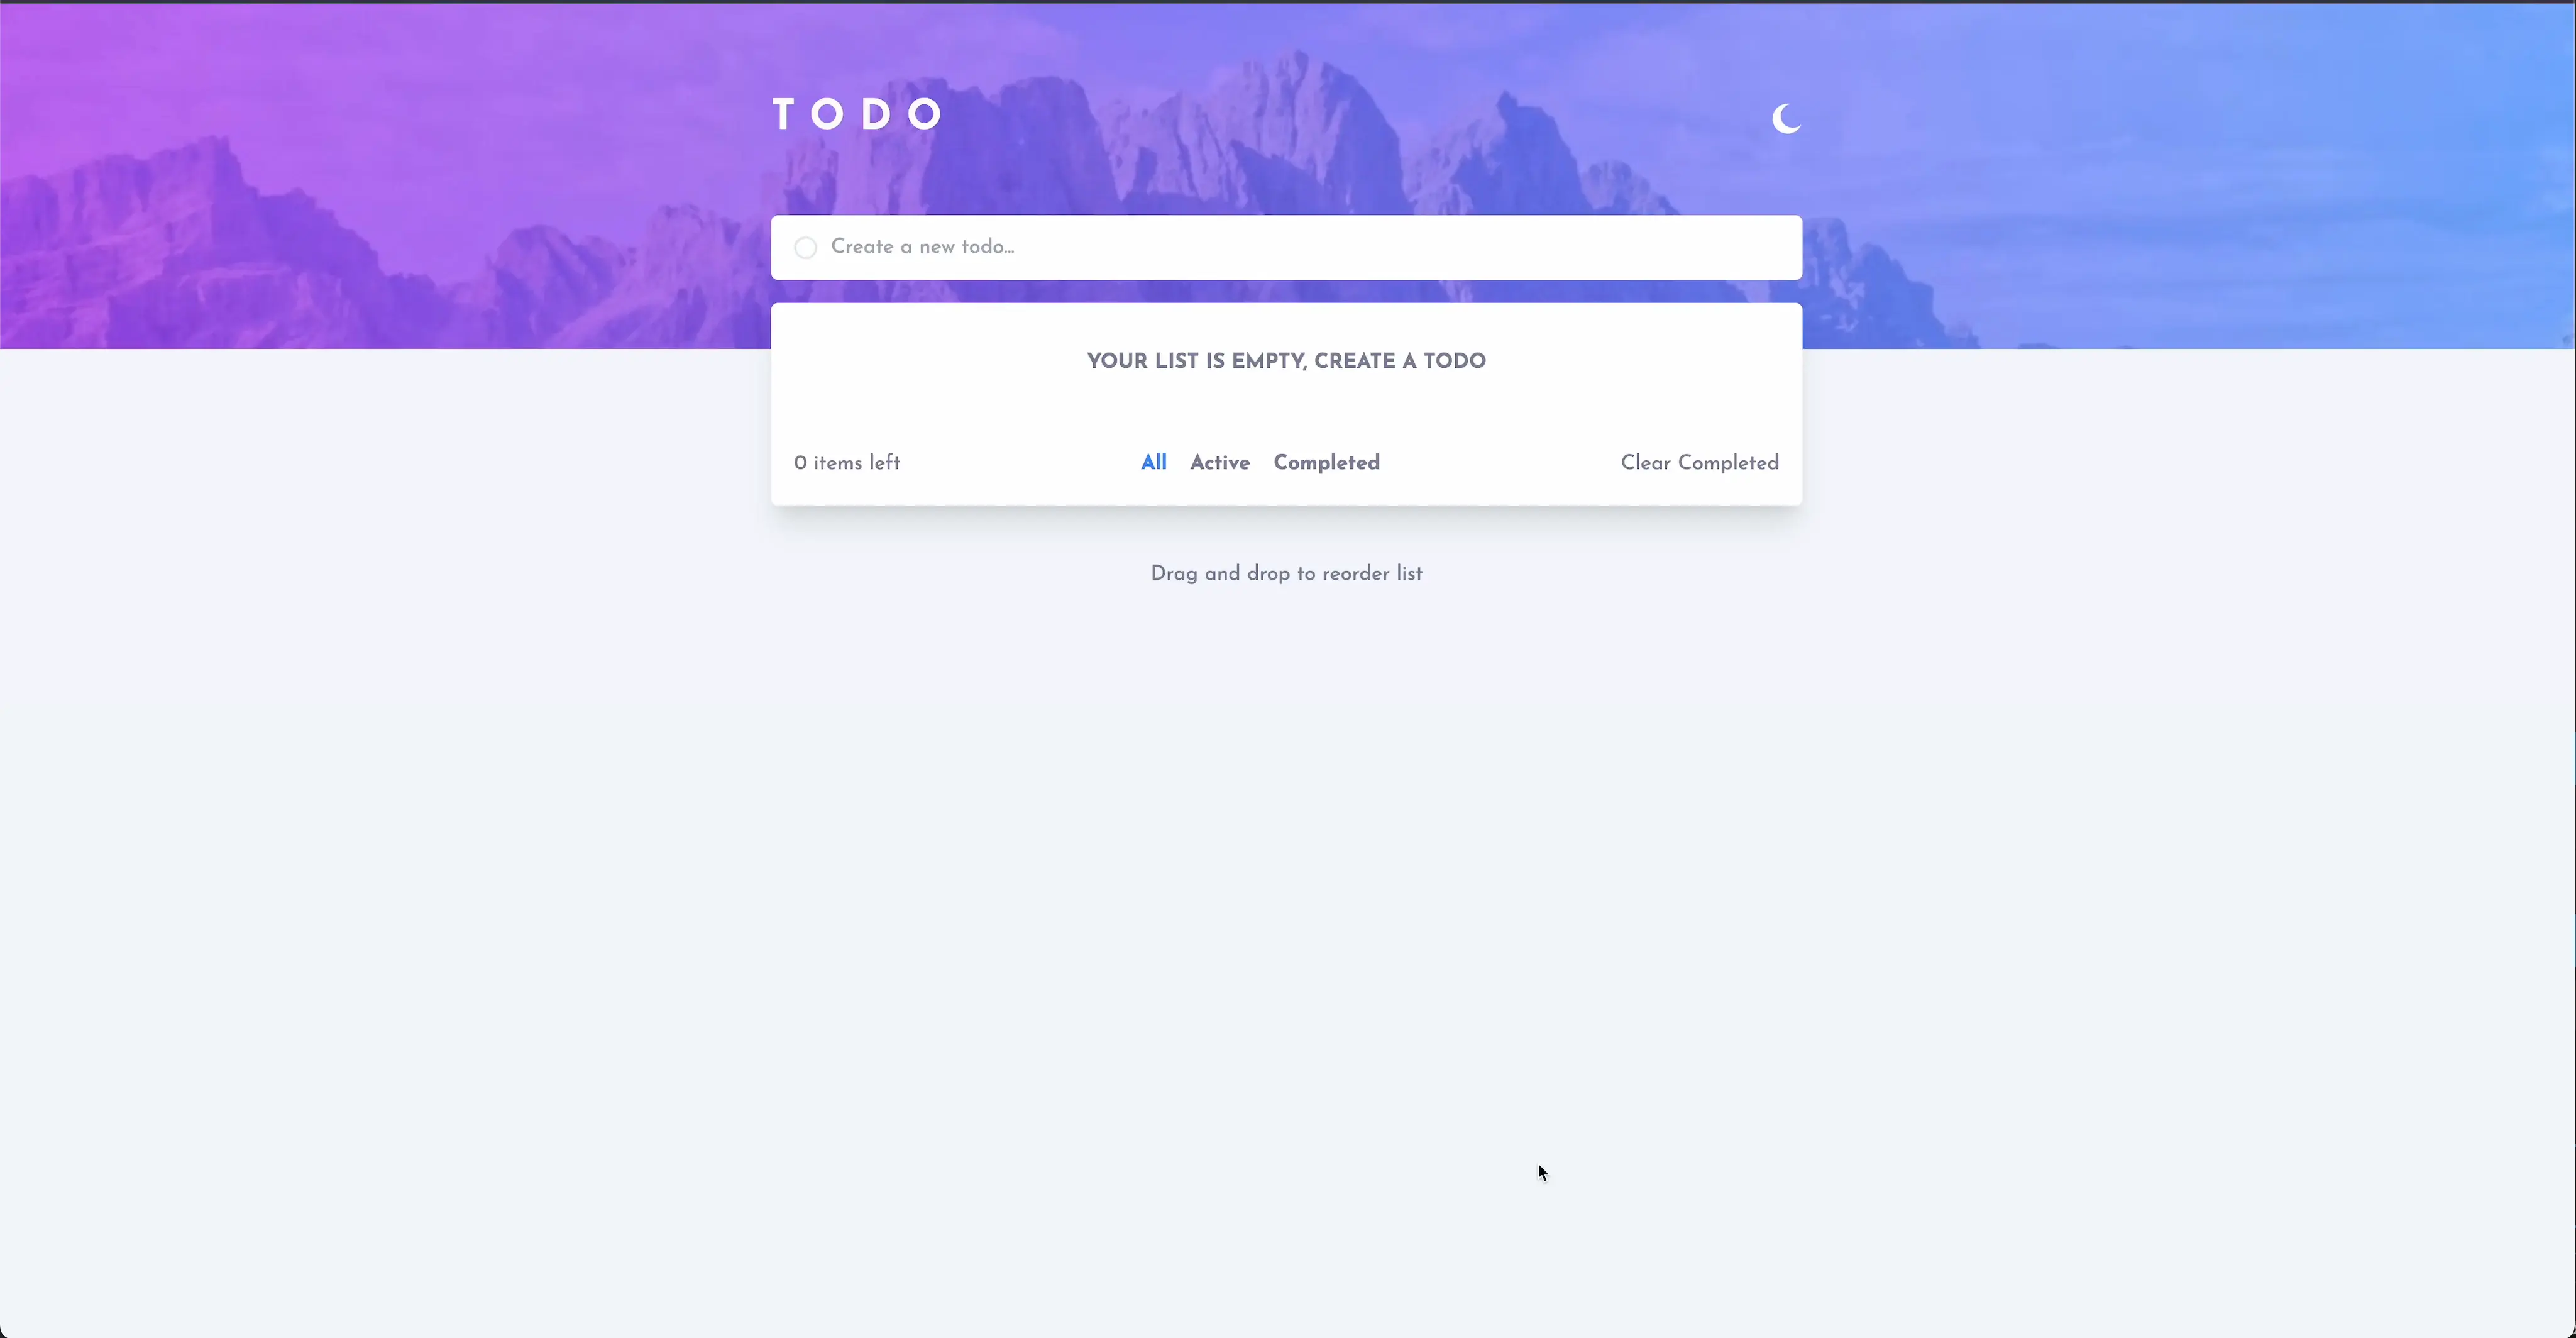 TODO
Create a new todo...
YOUR LIST IS EMPTY, CREATE A TODO
0 items left All Active Completed Clear Completed
Drag and drop to reorder list